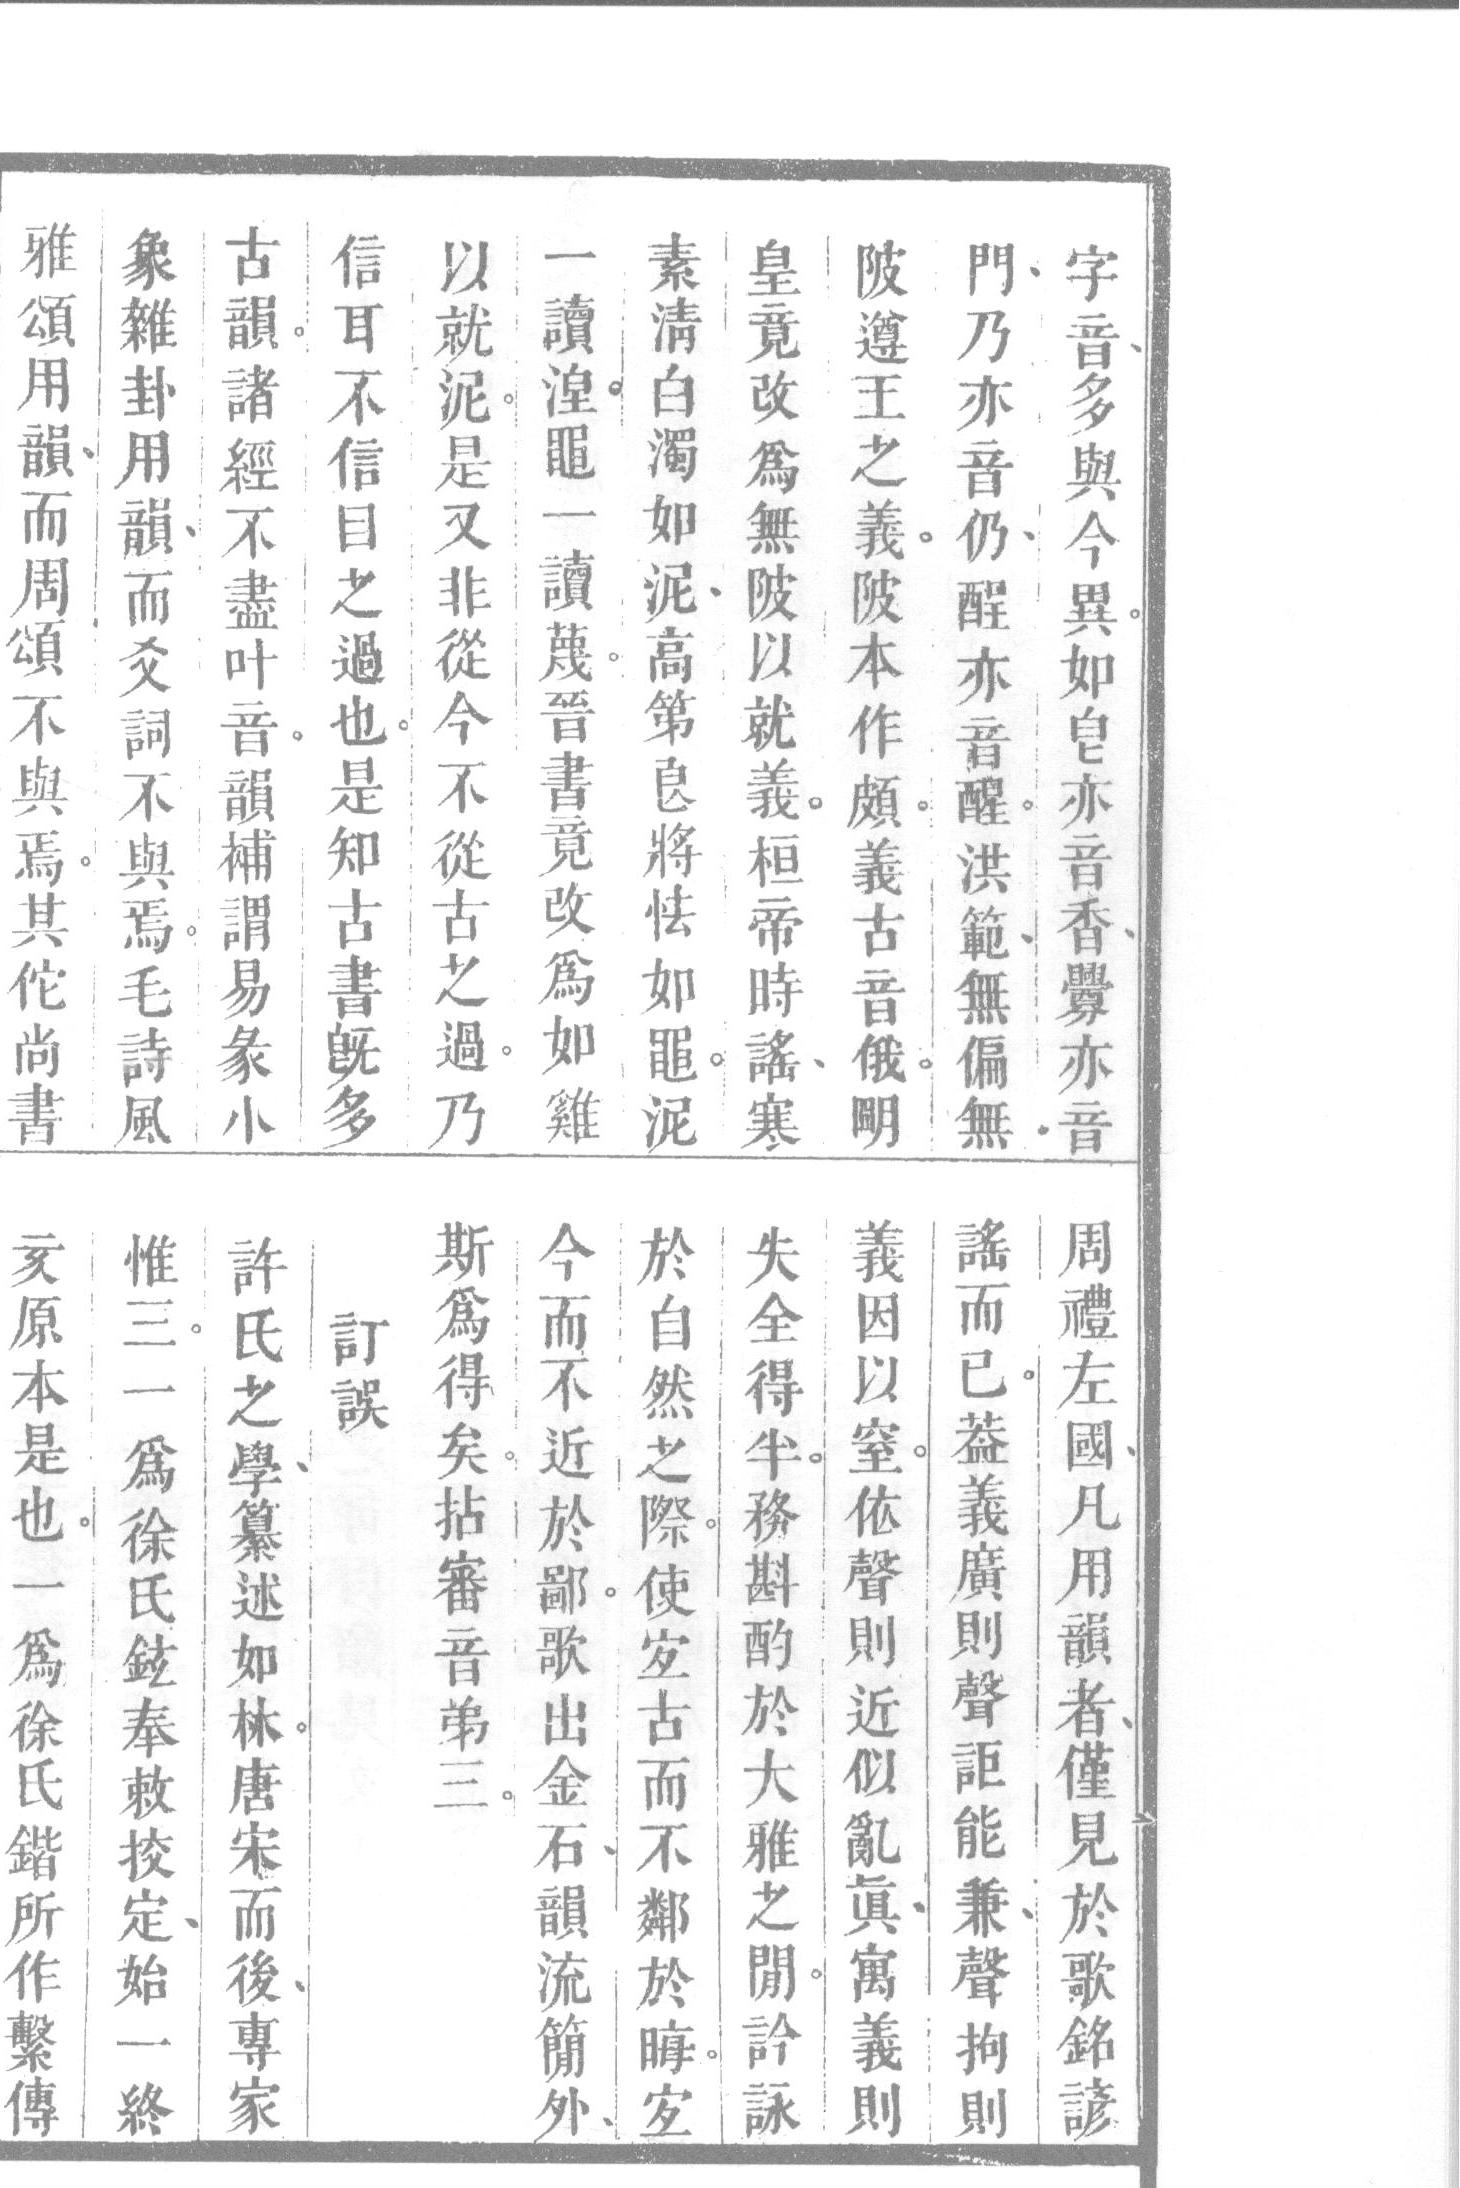 字音、多與今異。如皀亦音香、釁亦音
門、乃亦音仍、酲亦音醒。洪範、無偏無
陂遵王之義。陂本作頗。義古音俄。明
皇竟改爲無陂以就義。桓帝時謠、寒
素清白濁如泥、高第良將怯如黽。泥
一讀湼。黽一讀蔑。晉書竟改爲如雞
以就泥。是又非從今不從古之過。乃
信耳不信目之過也。是知古書旣多
古韻。諸經不盡叶音。韻補謂易彖小
象雜卦用韻、而爻詞不與焉。毛詩風
雅頌用韻、而周頌不與焉。其佗尚書
周禮左國、凡用韻者、僅見於歌銘諺
謠而已。葢義廣則聲詎能兼、聲拘則
義因以窒。依聲則近似亂眞、寓義則
失全得半。務斟酌於大雅之閒。訡詠
於自然之際。使宐古而不鄰於晦。宐
今而不近於鄙。歌出金石、韻流簡外、
斯爲得矣。拈審音弟三。
訂誤
許氏之學、纂述如林。唐宋而後、專家
惟三。一爲徐氏鉉奉敕挍定、始一終
亥原本是也。一爲徐氏鍇所作繫傳